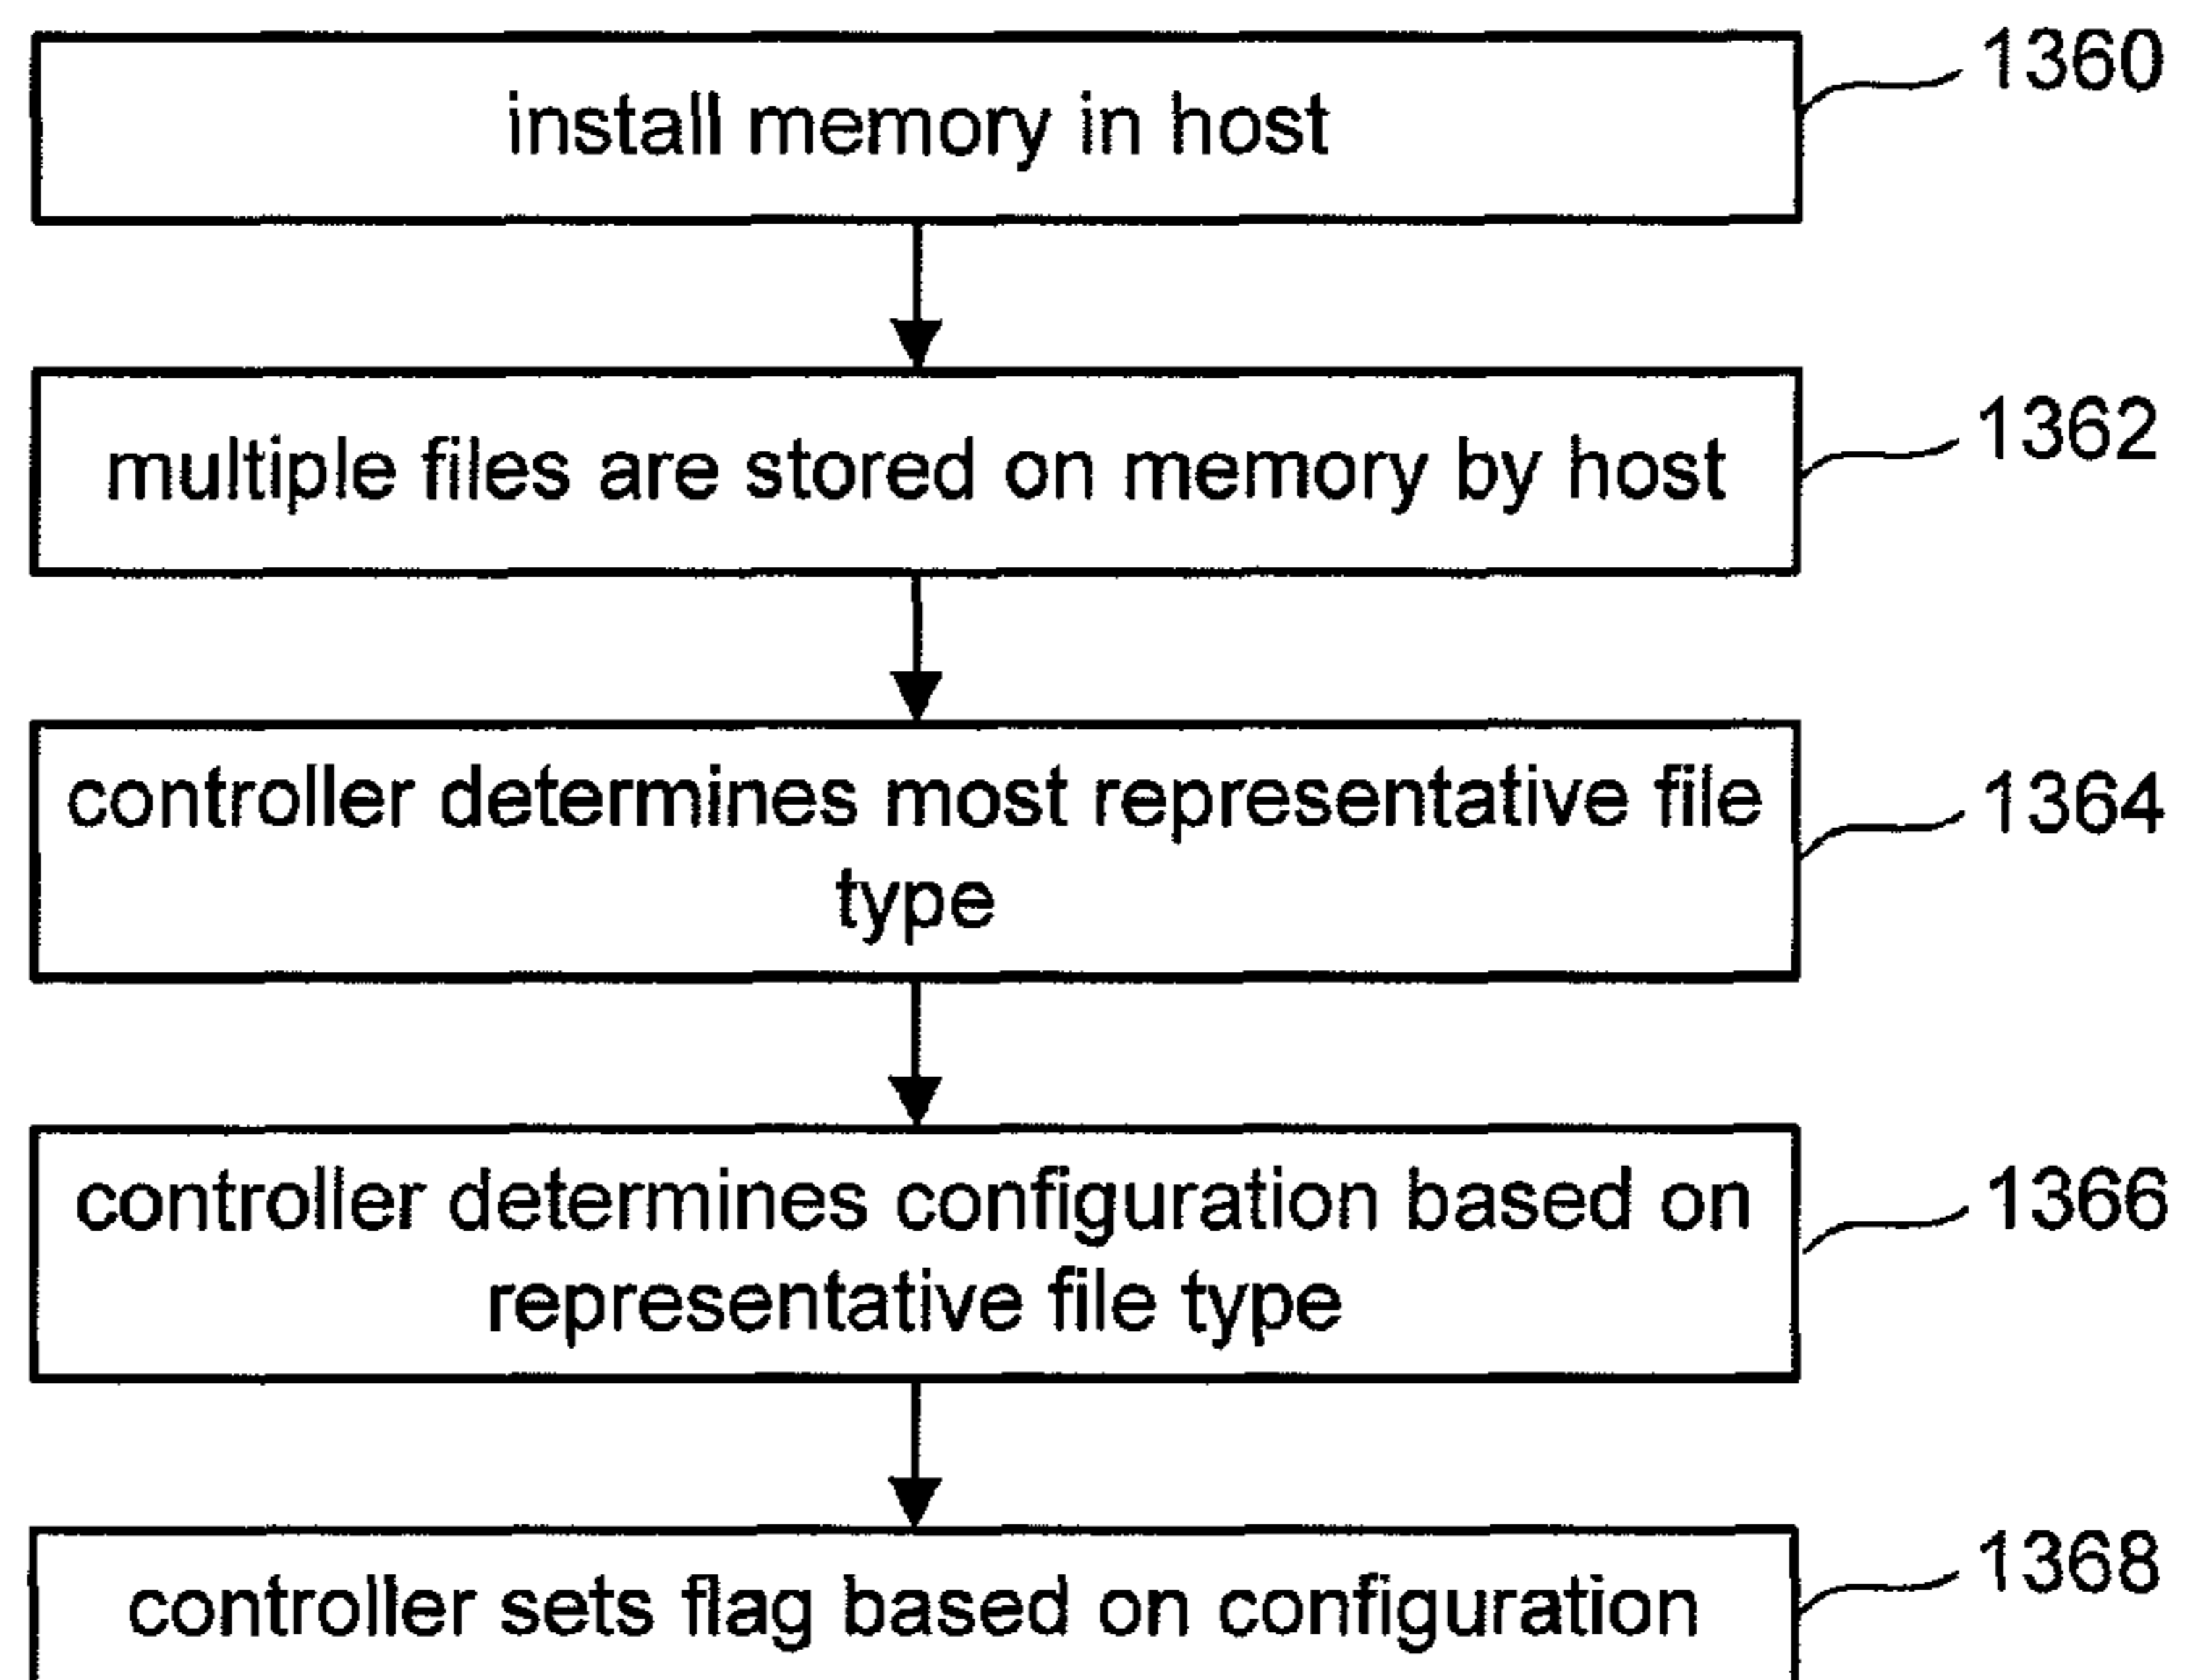 install memory in host
1360
multiple files are stored on memory by host
1362
controller determines most representative file
type
1364
controller determines configuration based on
representative file type
1366
controller sets flag based on configuration
1368